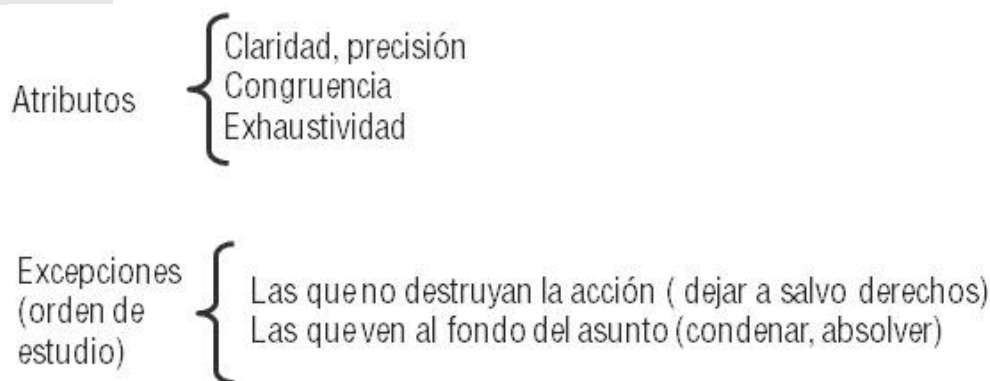 Atributos
Claridad, precisión
Congruencia
Exhaustividad
Excepciones
(orden de
estudio)
Las que no destruyan la acción ( dejar a salvo derechos)
Las que ven al fondo del asunto (condenar, absolver)